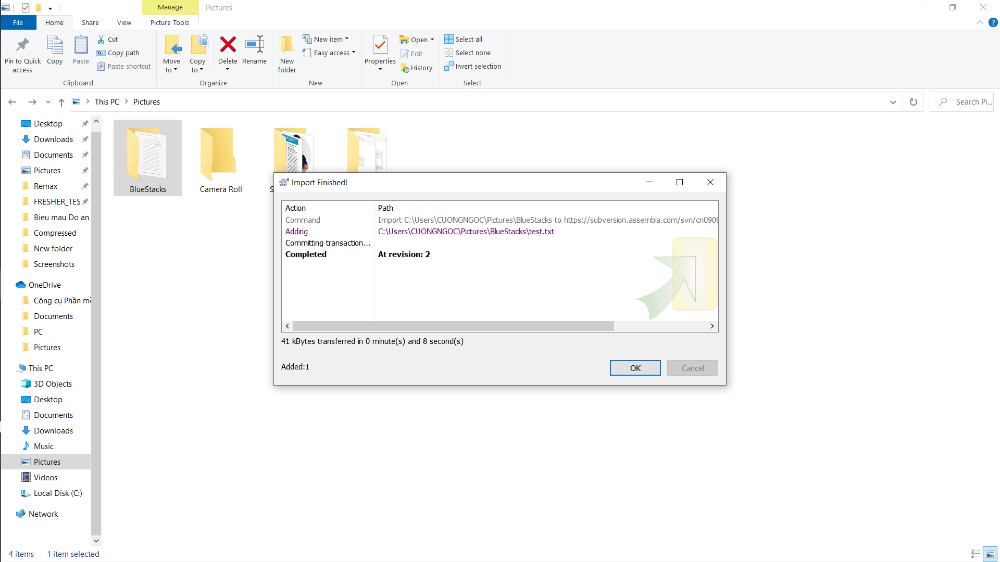 Manage
Pictures
File
Home
Share
View
Picture Tools
Pin to Quick access
Copy
Paste
Cut
Copy path
Paste shortcut
Clipboard
Move to
Copy to
Delete
Rename
Organize
New folder
New item
Easy access
New
Properties
Open
Edit
History
Open
Select all
Select none
Invert selection
Select
This PC
Pictures
Search Pi...
Desktop
Downloads
Documents
Pictures
Remax
FRESHER_TES
Bieu mau Do an
Compressed
New folder
Screenshots
OneDrive
Công cụ Phần mề
Documents
PC
Pictures
This PC
3D Objects
Desktop
Documents
Downloads
Music
Pictures
Videos
Local Disk (C:)
Network
BlueStacks
Camera Roll
S
Import Finished!
Action Path
Command Import C:\Users\CUONGNGOC\Pictures\BlueStacks to https://subversion.assembla.com/svn/cn0909
Adding C:\Users\CUONGNGOC\Pictures\BlueStacks\test.txt
Committing transaction...
Completed At revision: 2
41 kBytes transferred in 0 minute(s) and 8 second(s)
Added:1
OK
Cancel
4 items
1 item selected